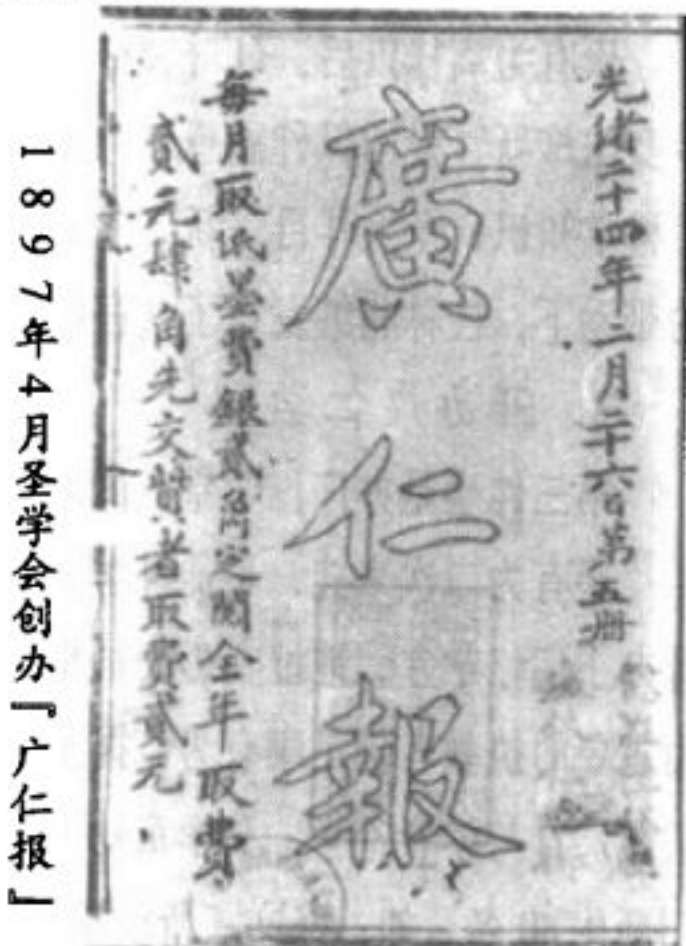 光緒二十四年二月二十六日第五冊
廣仁報
每月取紙墨費銀貳角定閱全年取費
貳元肆角先交費者取費貳元
1897年4月圣学会创办『广仁报』